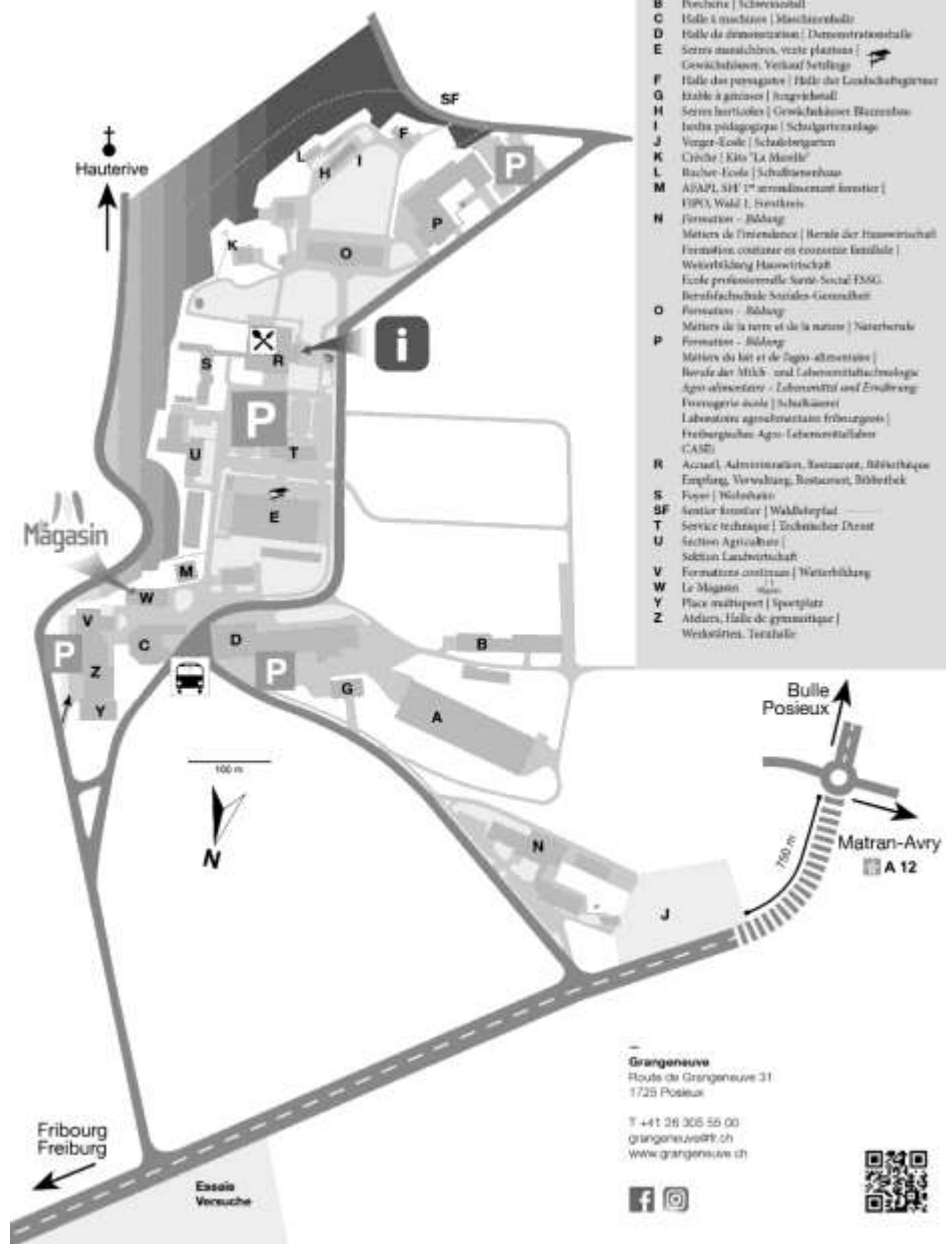 B Porcherie | Schweinestall
C Halle à machines | Maschinenhalle
D Halle de démonstration | Demonstrationshalle
E Serres maraîchères, vente plantons |
Gewächshäuser, Verkauf Setzlinge
F Halle des paysagistes | Halle der Landschaftsgärtner
G Etable à génisses | Jungviehstall
H Serres horticoles | Gewächshäuser Blumenbau
I Jardin pédagogique | Schulgartenanlage
J Verger-Ecole | Schulobstgarten
K Crèche | Kita
L Rucher-Ecole | Schulbienenhaus
M AFAPI, SFF 1er arrondissement forestier |
FIPO, Wald 1. Forstkreis
N Formation - Bildung:
Métiers de l'intendance | Berufe der Hauswirtschaft
Formation continue en économie familiale |
Weiterbildung Hauswirtschaft
Ecole professionnelle Santé-Social ESSG
Berufsfachschule Soziales-Gesundheit
O Formation - Bildung:
Métiers de la terre et de la nature | Naturberufe
P Formation - Bildung:
Métiers du lait et de l'agro-alimentaire |
Berufe der Milch- und Lebensmitteltechnologie
Agro-alimentaire - Lebensmittel und Ernährung:
Fromagerie école | Schulkäserei
Laboratoire agroalimentaire fribourgeois |
Freiburgisches Agro-Lebensmittellabor
CASEi
R Accueil, Administration, Restaurant, Bibliothèque
Empfang, Verwaltung, Restaurant, Bibliothek
S Foyer | Wohnheim
SF Sentier forestier | Waldlehrpfad
T Service technique | Technischer Dienst
U Section Agriculture |
Sektion Landwirtschaft
V Formations continues | Weiterbildung
W Le Magasin
Y Place multisport | Sportplatz
Z Ateliers, Halle de gymnastique |
Werkstätten, Turnhalle
SF
Hauterive
F
L
I
H
P
P
K
O
i
R
S
P
U
T
E
Magasin
M
W
V
P
C
D
B
Z
P
G
Y
A
Bulle
Posieux
100 m
N
Matran-Avry
A 12
750 m
N
J
Grangeneuve
Route de Grangeneuve 31
1725 Posieux
T +41 26 305 55 00
grangeneuve@fr.ch
www.grangeneuve.ch
Fribourg
Freiburg
Essais
Versuche